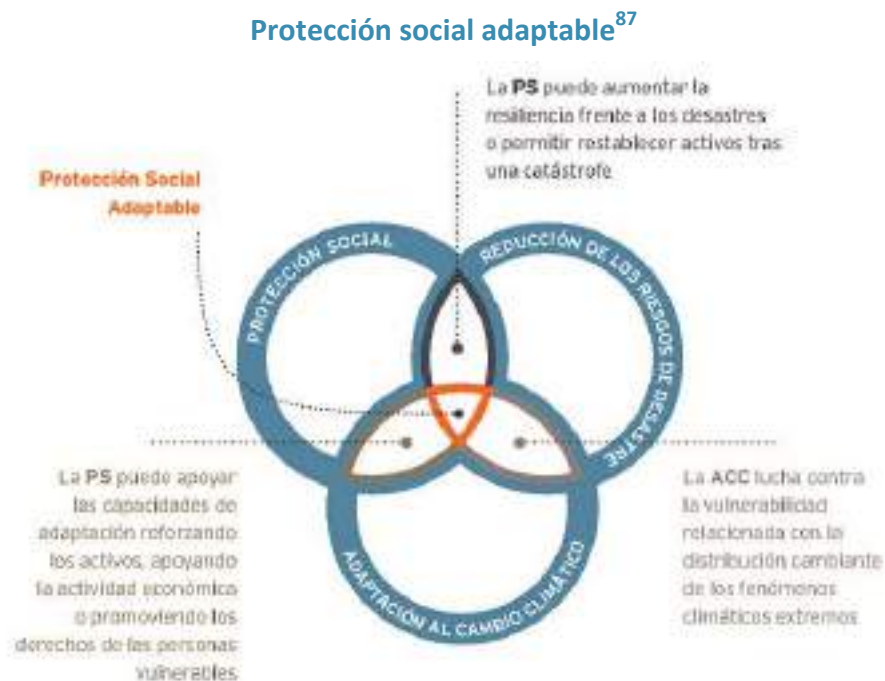 Protección social adaptable87
La PS puede aumentar la
resiliencia frente a los desastres
o permitir restablecer activos tras
una catástrofe
Protección Social
Adaptable
PROTECCIÓN SOCIAL
REDUCCIÓN DE LOS RIESGOS DE DESASTRE
La PS puede apoyar
las capacidades de
adaptación reforzando
los activos, apoyando
la actividad económica
o promoviendo los
derechos de las personas
vulnerables
La ACC lucha contra
la vulnerabilidad
relacionada con la
distribución cambiante
de los fenómenos
climáticos extremos
ADAPTACIÓN AL CAMBIO CLIMÁTICO